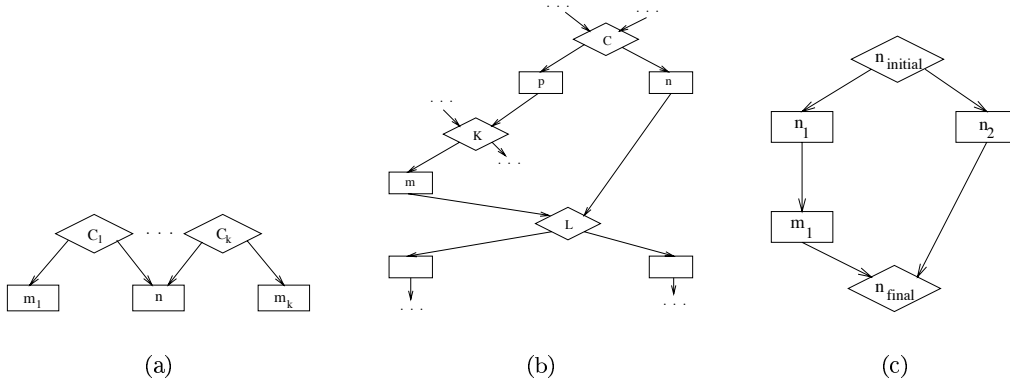 C1 . . . Ck
m1 n mk
(a)
. . . . . .
C
p n
. . .
K
. . .
m
L
. . . . . .
(b)
n initial
n1 n2
m1
n final
(c)